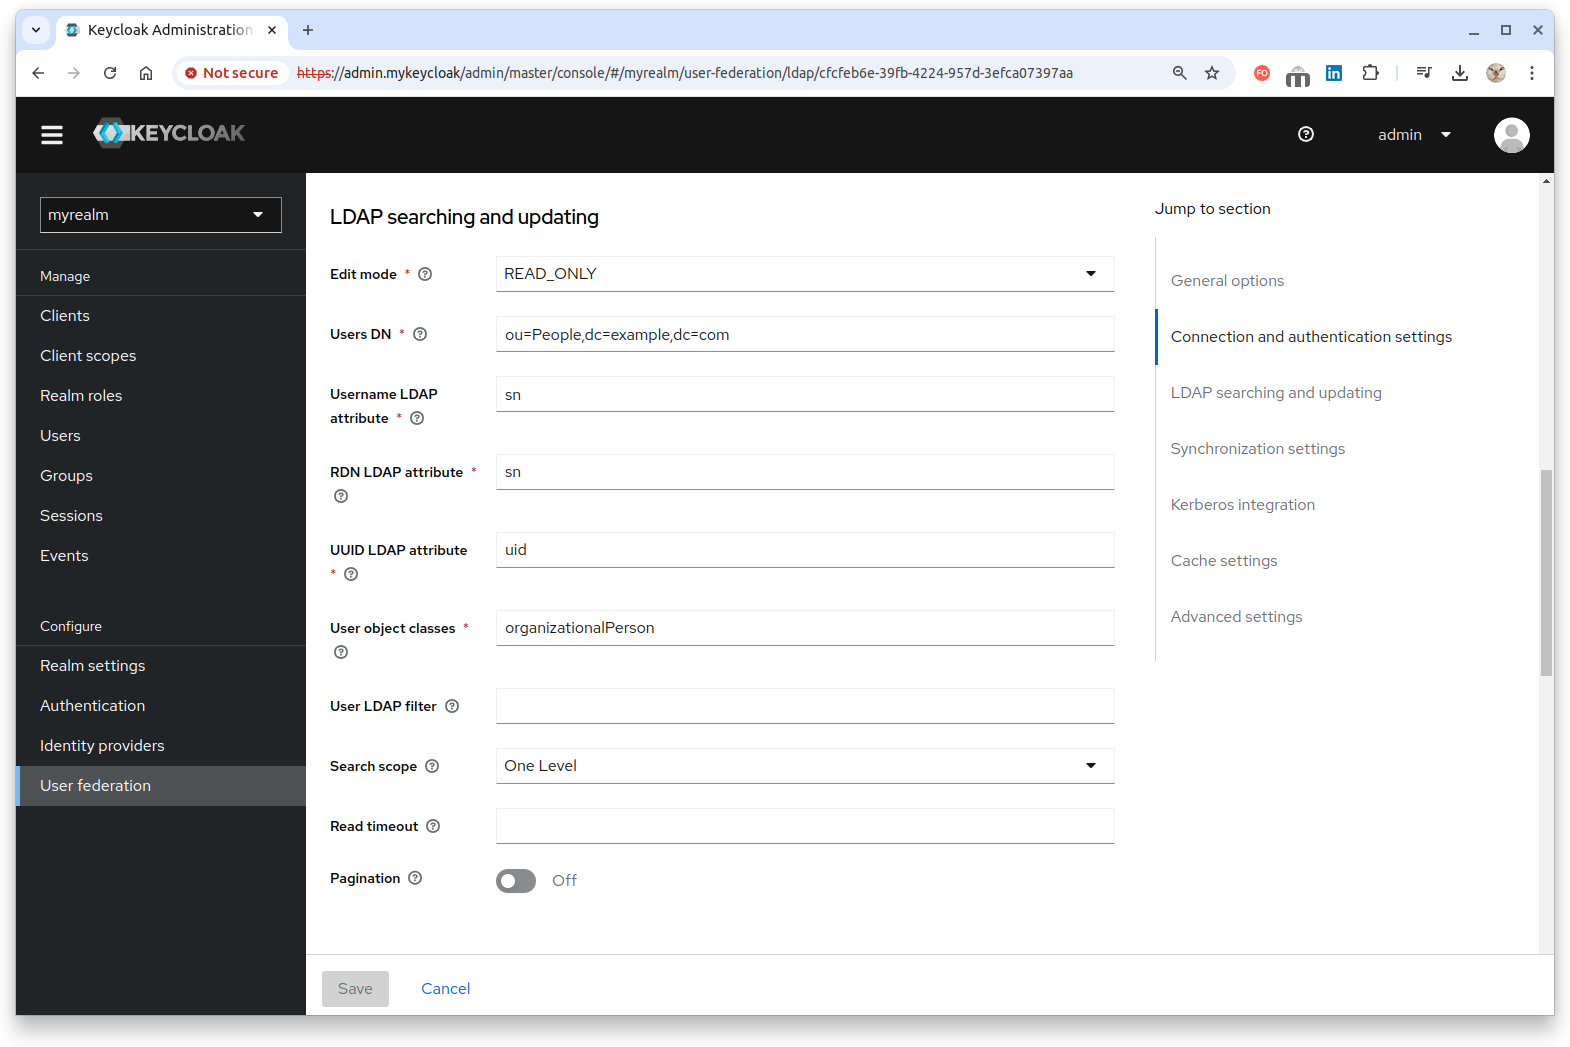 Keycloak Administration
Not secure https://admin.mykeycloak/admin/master/console/#/myrealm/user-federation/ldap/cfcfeb6e-39fb-4224-957d-3efca07397aa
FO
m
in
KEYCLOAK
admin
myrealm
Manage
Clients
Client scopes
Realm roles
Users
Groups
Sessions
Events
Configure
Realm settings
Authentication
Identity providers
User federation
LDAP searching and updating
Edit mode *
READ_ONLY
Users DN *
ou=People,dc=example,dc=com
Username LDAP
attribute *
sn
RDN LDAP attribute *
sn
UUID LDAP attribute
*
uid
User object classes *
organizationalPerson
User LDAP filter
Search scope
One Level
Read timeout
Pagination
Off
Save
Cancel
Jump to section
General options
Connection and authentication settings
LDAP searching and updating
Synchronization settings
Kerberos integration
Cache settings
Advanced settings